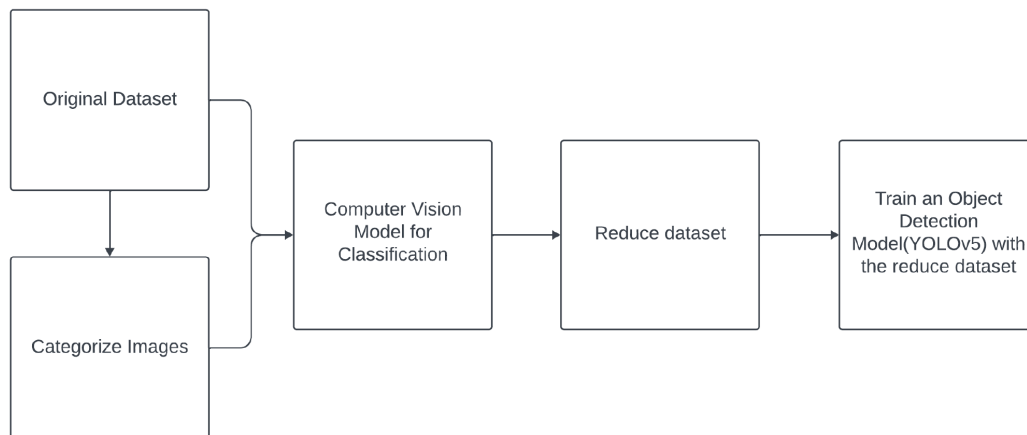 Original Dataset
Categorize Images
Computer Vision
Model for
Classification
Reduce dataset
Train an Object
Detection
Model(YOLOv5) with
the reduce dataset